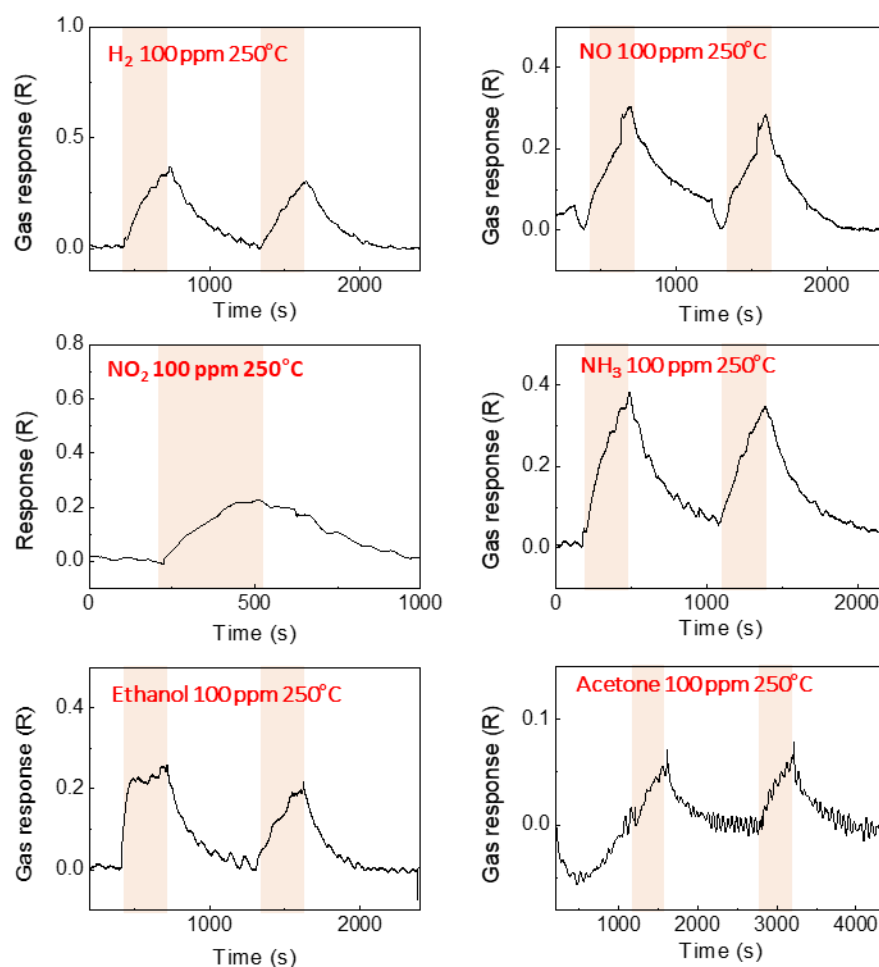 H₂ 100 ppm 250°C
Gas response (R)
1.0
0.5
0.0
1000 2000
Time (s)
NO 100 ppm 250°C
Gas response (R)
0.4
0.2
0.0
1000 2000
Time (s)
NO₂ 100 ppm 250°C
Response (R)
0.8
0.6
0.4
0.2
0.0
0 500 1000
Time (s)
NH₃ 100 ppm 250°C
Gas response (R)
0.4
0.2
0.0
0 1000 2000
Time (s)
Ethanol 100 ppm 250°C
Gas response (R)
0.4
0.2
0.0
1000 2000
Time (s)
Acetone 100 ppm 250°C
Gas response (R)
0.1
0.0
0.1
1000 2000 3000 4000
Time (s)